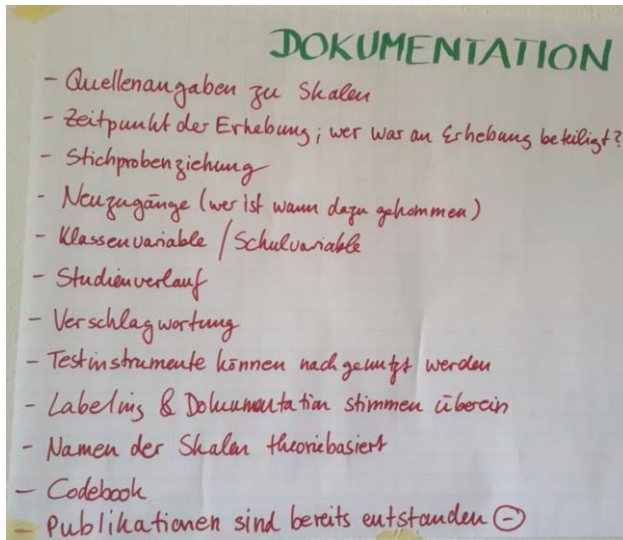 DOKUMENTATION
- Quellenangaben zu Skalen
- Zeitpunkt der Erhebung; wer war an Erhebung beteiligt?
- Stichprobenziehung
- Neuzugänge (wer ist wann dazu gekommen)
- Klassenvariable / Schulvariable
- Studienverlauf
- Verschlagwortung
- Testinstrumente können nachgenutzt werden
- Labeling & Dokumentation stimmen überein
- Namen der Skalen theoriebasiert
- Codebook
- Publikationen sind bereits entstanden (-)